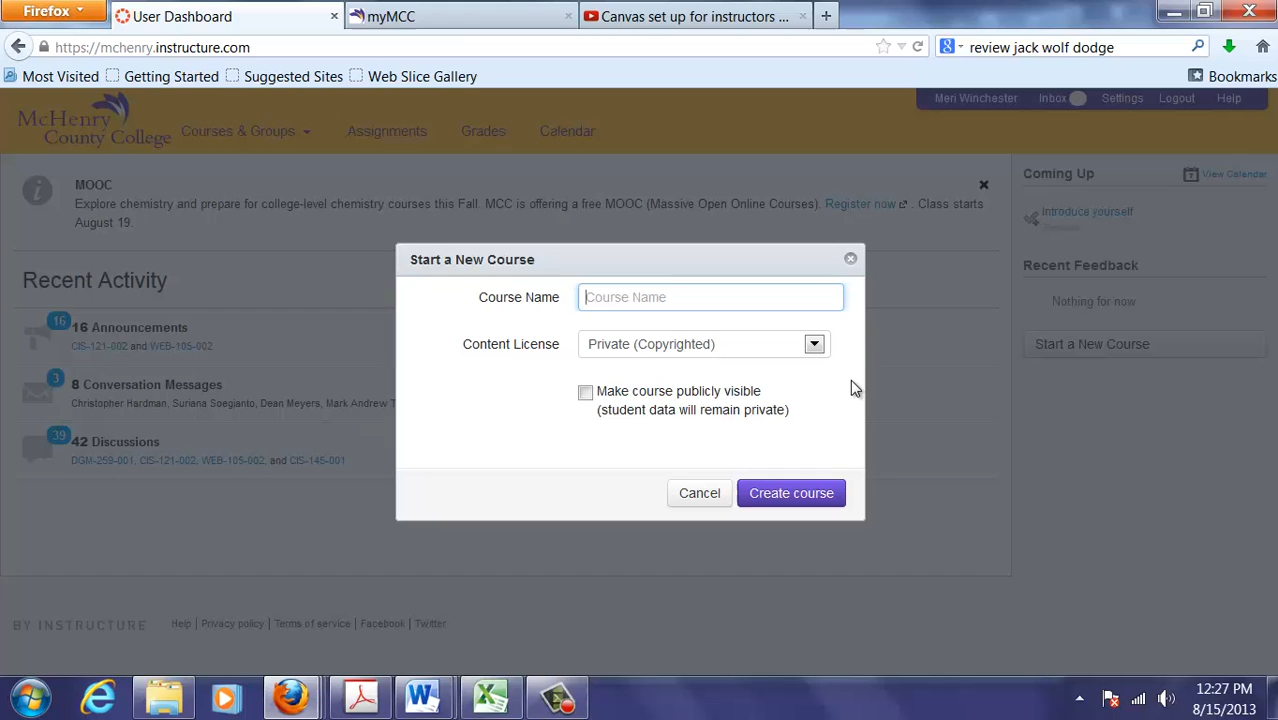 Firefox
User Dashboard
myMCC
Canvas set up for instructors ...
https://mchenry.instructure.com
review jack wolf dodge
Most Visited
Getting Started
Suggested Sites
Web Slice Gallery
Bookmarks
McHenry
County College
Courses & Groups
Assignments
Grades
Calendar
Meri Winchester
Inbox
Settings
Logout
Help
MOOC
Explore chemistry and prepare for college-level chemistry courses this Fall. MCC is offering a free MOOC (Massive Open Online Courses). Register now . Class starts
August 19.
Coming Up
View Calendar
Introduce yourself
Recent Feedback
Nothing for now
Start a New Course
Recent Activity
16
16 Announcements
CIS-121-002 and WEB-105-002
3
8 Conversation Messages
Christopher Hardman, Suriana Soegianto, Dean Meyers, Mark Andrew T
39
42 Discussions
DGM-259-001, CIS-121-002, WEB-105-002, and CIS-145-001
Start a New Course
Course Name
Course Name
Content License
Private (Copyrighted)
Make course publicly visible
(student data will remain private)
Cancel
Create course
BY INSTRUCTURE
Help
Privacy policy
Terms of service
Facebook
Twitter
12:27 PM
8/15/2013